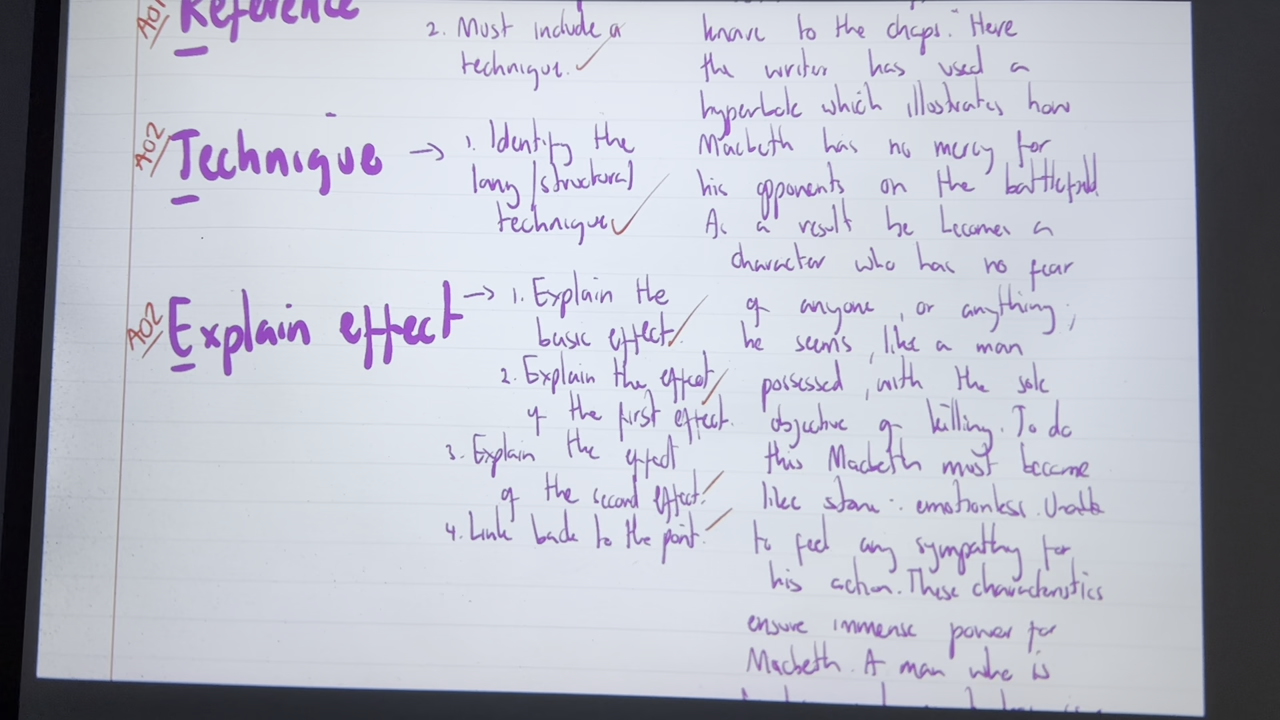 AO1
Reference
2. Must include a
technique. ✓
AO2
Technique →
1. Identify the
lang/structural
technique ✓
AO2
Explain effect →
1. Explain the
basic effect. ✓
2. Explain the effect
of the first effect. ✓
3. Explain the effect
of the second effect. ✓
4. Link back to the point. ✓
knave to the chaps." Here
the writer has used a
hyperbole which illustrates how
Macbeth has no mercy for
his opponents on the battlefield
As a result he becomes a
character who has no fear
of anyone, or anything;
he seems, like a man
possessed, with the sole
objective of killing. To do
this Macbeth must become
like stone: emotionless. Unable
to feel any sympathy for
his action. These characteristics
ensure immense power for
Macbeth. A man who is